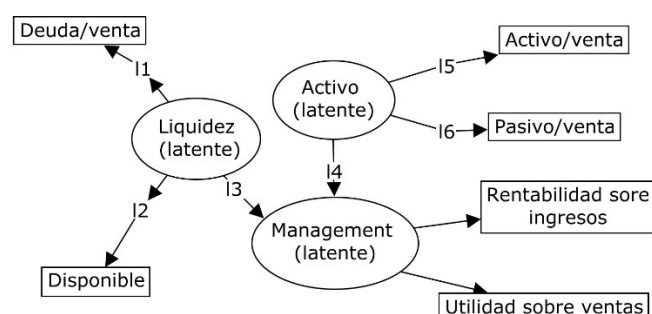 Deuda/venta
l1
Liquidez
(latente)
l2
l3
Disponible
Activo
(latente)
l4
l5
l6
Activo/venta
Pasivo/venta
Management
(latente)
Rentabilidad sore
ingresos
Utilidad sobre ventas